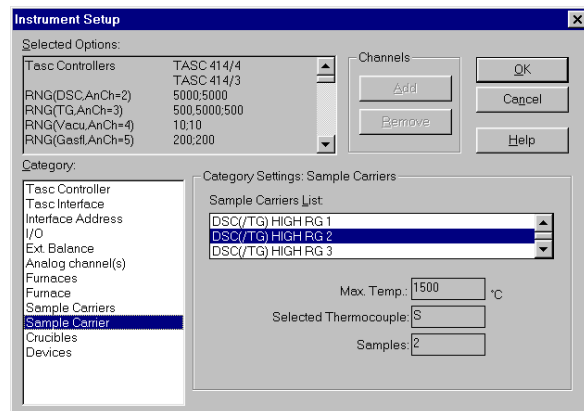 Instrument Setup
Selected Options:
Tasc Controllers TASC 414/4
TASC 414/3
RNG(DSC,AnCh=2) 5000;5000
RNG(TG,AnCh=3) 500,5000;500
RNG(Vacu,AnCh=4) 10;10
RNG(Gasfl,AnCh=5) 200;200
Channels
Add
Remove
OK
Cancel
Help
Category:
Tasc Controller
Tasc Interface
Interface Address
I/O
Ext. Balance
Analog channel(s)
Furnaces
Furnace
Sample Carriers
Sample Carrier
Crucibles
Devices
Category Settings: Sample Carriers
Sample Carriers List:
DSC(/TG) HIGH RG 1
DSC(/TG) HIGH RG 2
DSC(/TG) HIGH RG 3
Max. Temp.: 1500 °C
Selected Thermocouple: S
Samples: 2